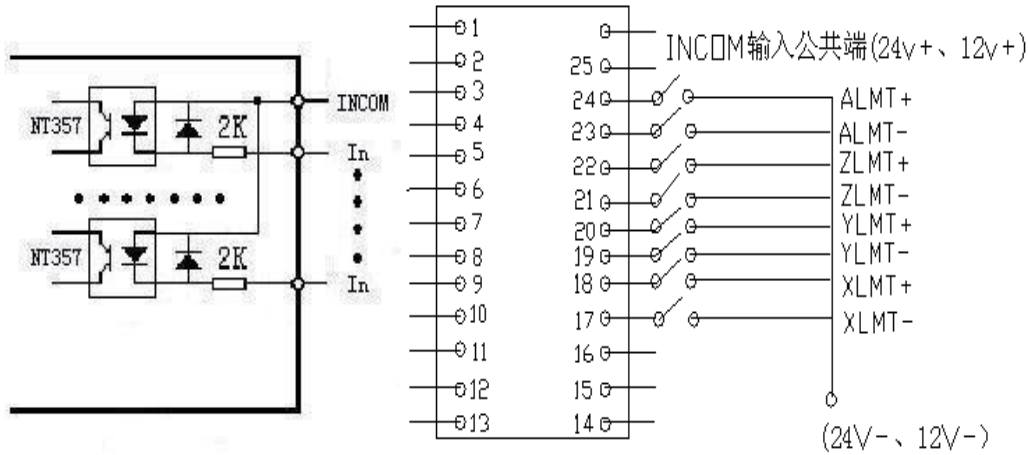 INCOM
NT357
2K
In
NT357
2K
In
1
2
3
4
5
6
7
8
9
10
11
12
13
INCOM输入公共端(24v+、12v+)
25
24
ALMT+
23
ALMT-
22
ZLMT+
21
ZLMT-
20
YLMT+
19
YLMT-
18
XLMT+
17
XLMT-
16
15
14
(24V-、12V-)